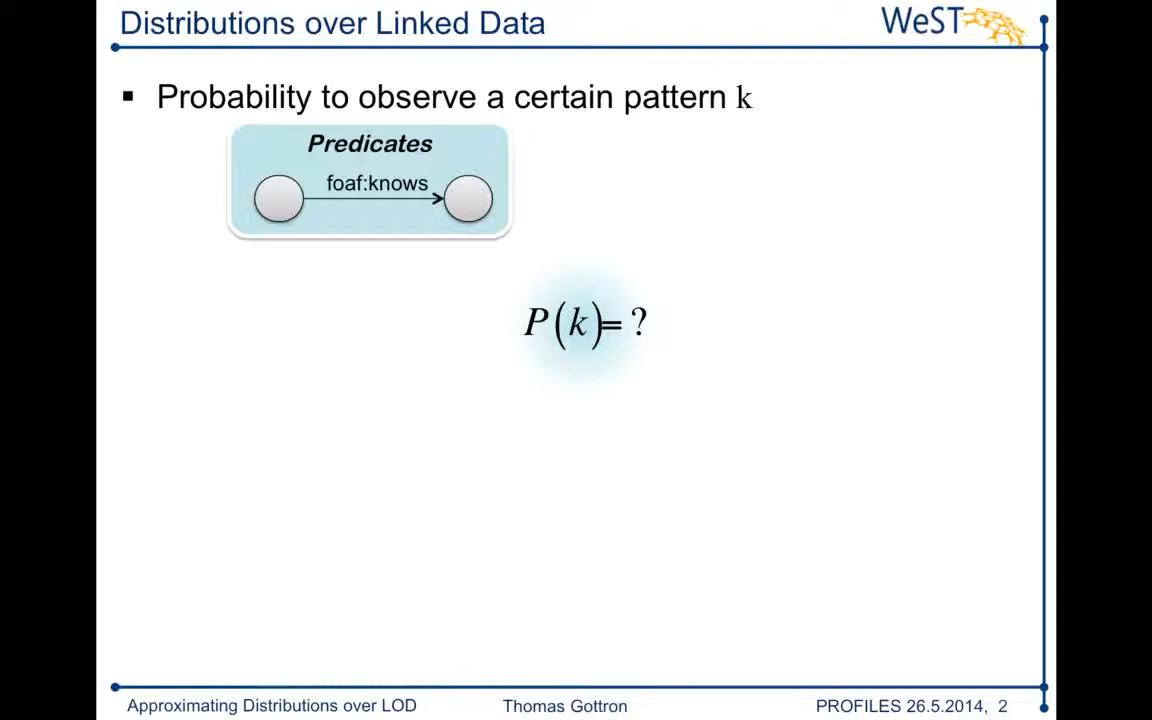 Distributions over Linked Data
WeST
▪ Probability to observe a certain pattern k
Predicates
foaf:knows
P(k)= ?
Approximating Distributions over LOD
Thomas Gottron
PROFILES 26.5.2014, 2